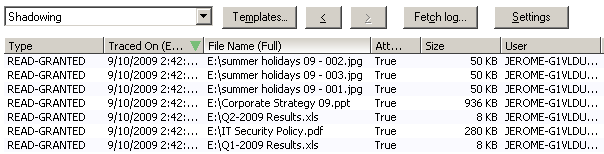 Shadowing Templates... < > Fetch log... Settings
Type Traced On (E... File Name (Full) Att... Size User
READ-GRANTED 9/10/2009 2:42:... E:\summer holidays 09 - 002.jpg True 50 KB JEROME-G1VLDU...
READ-GRANTED 9/10/2009 2:42:... E:\summer holidays 09 - 003.jpg True 50 KB JEROME-G1VLDU...
READ-GRANTED 9/10/2009 2:42:... E:\summer holidays 09 - 001.jpg True 50 KB JEROME-G1VLDU...
READ-GRANTED 9/10/2009 2:42:... E:\Corporate Strategy 09.ppt True 936 KB JEROME-G1VLDU...
READ-GRANTED 9/10/2009 2:42:... E:\Q2-2009 Results.xls True 8 KB JEROME-G1VLDU...
READ-GRANTED 9/10/2009 2:42:... E:\IT Security Policy.pdf True 280 KB JEROME-G1VLDU...
READ-GRANTED 9/10/2009 2:42:... E:\Q1-2009 Results.xls True 8 KB JEROME-G1VLDU...